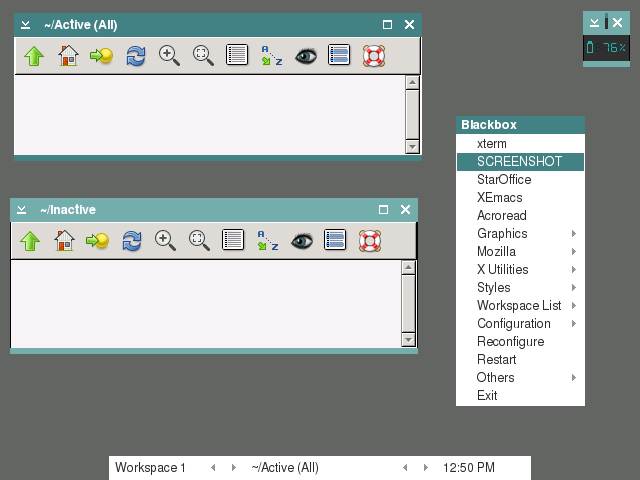 ~/Active (All)
76%
~/Inactive
Blackbox
xterm
SCREENSHOT
StarOffice
XEmacs
Acroread
Graphics
Mozilla
X Utilities
Styles
Workspace List
Configuration
Reconfigure
Restart
Others
Exit
Workspace 1
~/Active (All)
12:50 PM